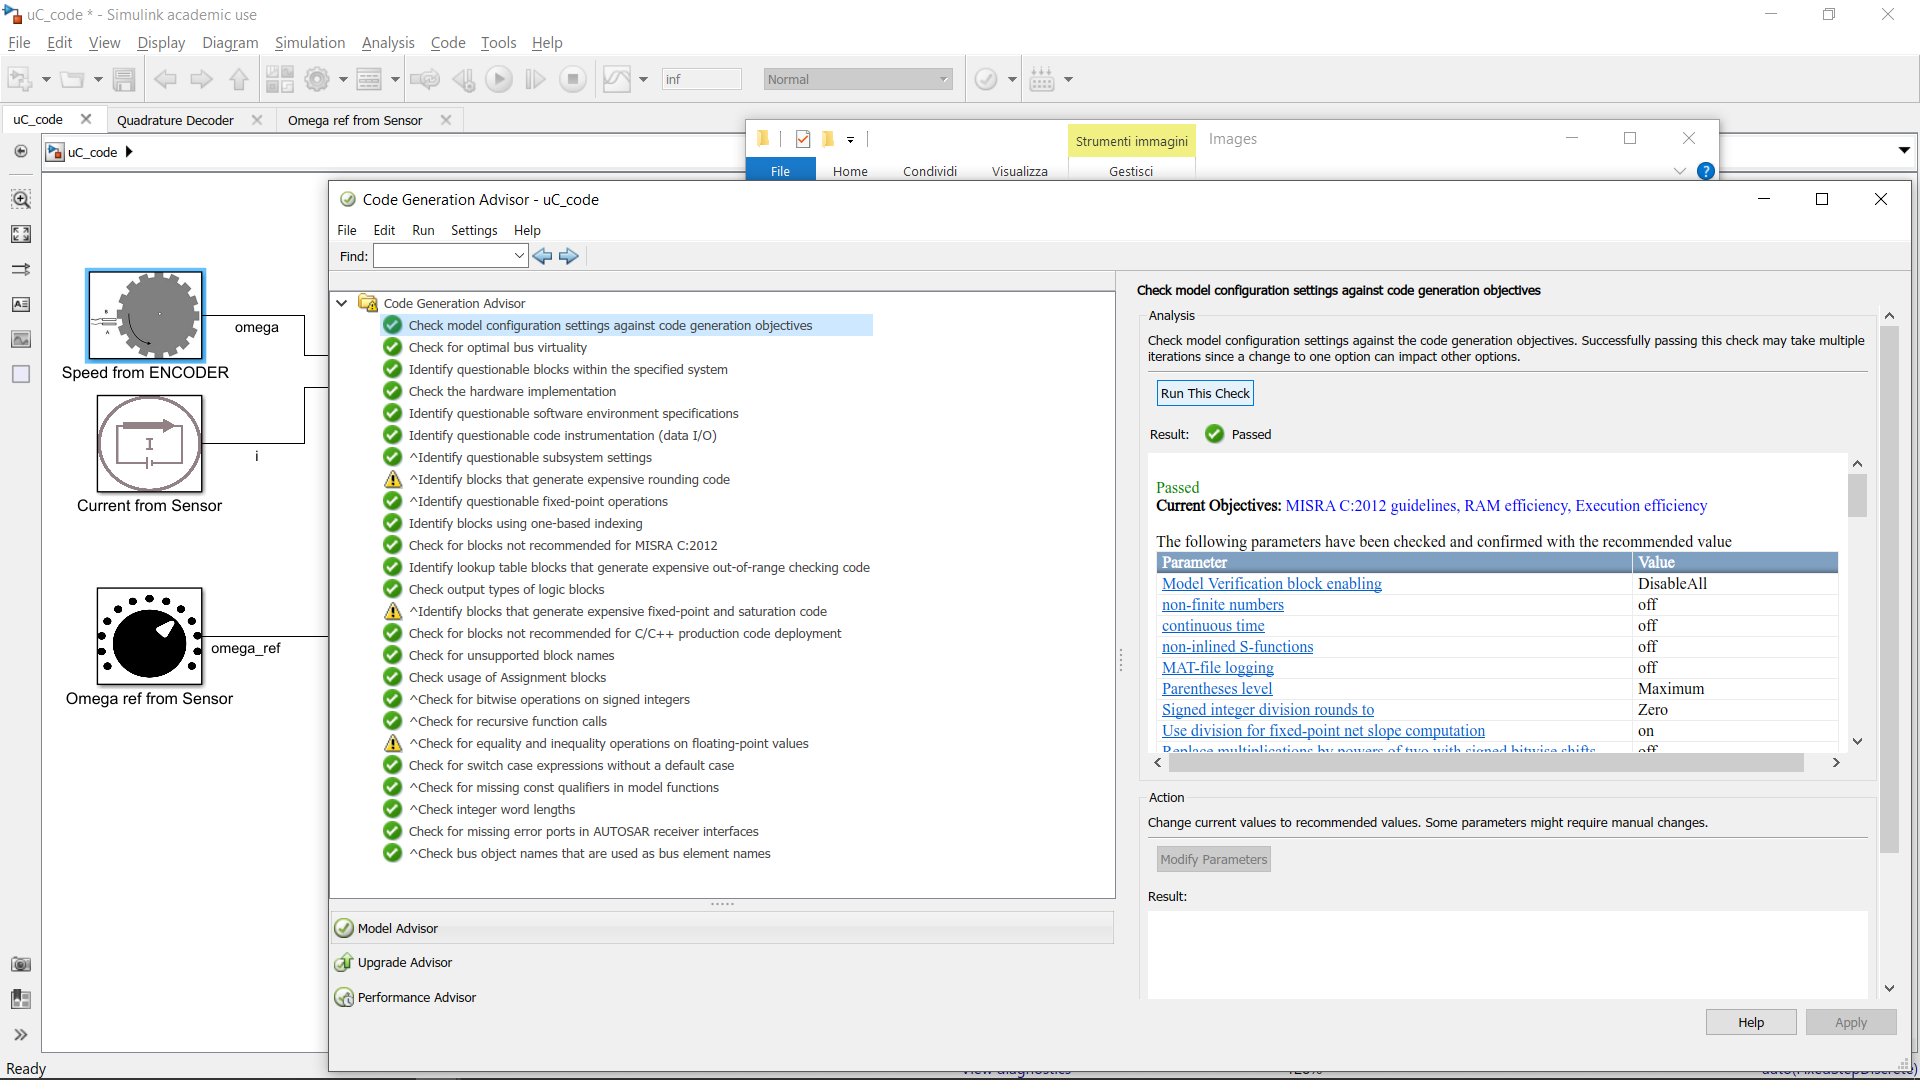 uC_code * - Simulink academic use
File Edit View Display Diagram Simulation Analysis Code Tools Help
inf Normal
uC_code Quadrature Decoder Omega ref from Sensor
uC_code
Strumenti immagini Images
File Home Condividi Visualizza Gestisci
B
A
omega
Speed from ENCODER
I
i
Current from Sensor
omega_ref
Omega ref from Sensor
Code Generation Advisor - uC_code
File Edit Run Settings Help
Find:
Code Generation Advisor
Check model configuration settings against code generation objectives
Check for optimal bus virtuality
Identify questionable blocks within the specified system
Check the hardware implementation
Identify questionable software environment specifications
Identify questionable code instrumentation (data I/O)
^Identify questionable subsystem settings
^Identify blocks that generate expensive rounding code
^Identify questionable fixed-point operations
Identify blocks using one-based indexing
Check for blocks not recommended for MISRA C:2012
Identify lookup table blocks that generate expensive out-of-range checking code
Check output types of logic blocks
^Identify blocks that generate expensive fixed-point and saturation code
Check for blocks not recommended for C/C++ production code deployment
Check for unsupported block names
Check usage of Assignment blocks
^Check for bitwise operations on signed integers
^Check for recursive function calls
^Check for equality and inequality operations on floating-point values
Check for switch case expressions without a default case
^Check for missing const qualifiers in model functions
^Check integer word lengths
Check for missing error ports in AUTOSAR receiver interfaces
^Check bus object names that are used as bus element names
Model Advisor
Upgrade Advisor
Performance Advisor
Check model configuration settings against code generation objectives
Analysis
Check model configuration settings against the code generation objectives. Successfully passing this check may take multiple
iterations since a change to one option can impact other options.
Run This Check
Result: Passed
Passed
Current Objectives: MISRA C:2012 guidelines, RAM efficiency, Execution efficiency
The following parameters have been checked and confirmed with the recommended value
Parameter Value
Model Verification block enabling DisableAll
non-finite numbers off
continuous time off
non-inlined S-functions off
MAT-file logging off
Parentheses level Maximum
Signed integer division rounds to Zero
Use division for fixed-point net slope computation on
Replace multiplications by powers of two with signed bitwise shifts off
Action
Change current values to recommended values. Some parameters might require manual changes.
Modify Parameters
Result:
Help Apply
Ready View diagnostics 120% auto(FixedStepDiscrete)